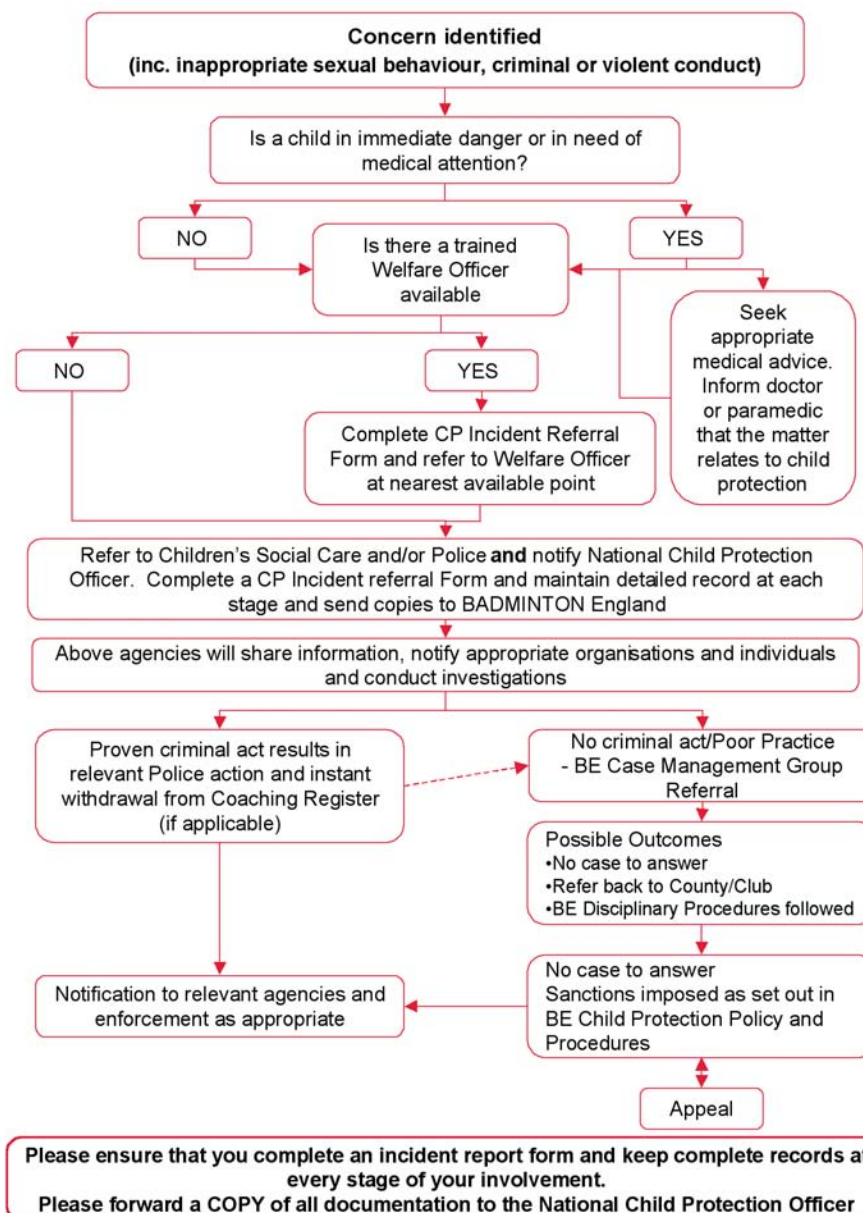 Concern identified
(inc. inappropriate sexual behaviour, criminal or violent conduct)
Is a child in immediate danger or in need of
medical attention?
NO
YES
Is there a trained
Welfare Officer
available
Seek
appropriate
medical advice.
Inform doctor
or paramedic
that the matter
relates to child
protection
NO
YES
Complete CP Incident Referral
Form and refer to Welfare Officer
at nearest available point
Refer to Children's Social Care and/or Police and notify National Child Protection
Officer. Complete a CP Incident referral Form and maintain detailed record at each
stage and send copies to BADMINTON England
Above agencies will share information, notify appropriate organisations and individuals
and conduct investigations
Proven criminal act results in
relevant Police action and instant
withdrawal from Coaching Register
(if applicable)
No criminal act/Poor Practice
- BE Case Management Group
Referral
Possible Outcomes
•No case to answer
•Refer back to County/Club
•BE Disciplinary Procedures followed
Notification to relevant agencies and
enforcement as appropriate
No case to answer
Sanctions imposed as set out in
BE Child Protection Policy and
Procedures
Appeal
Please ensure that you complete an incident report form and keep complete records at
every stage of your involvement.
Please forward a COPY of all documentation to the National Child Protection Officer